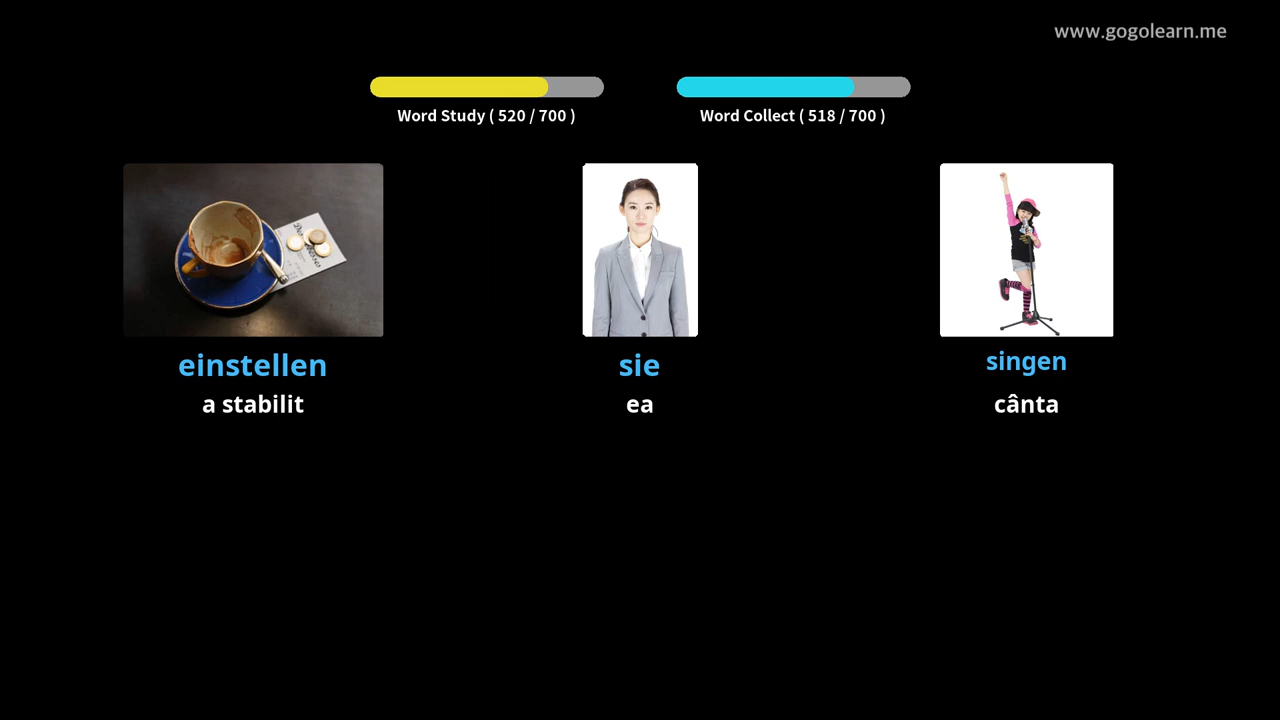 www.gogolearn.me
Word Study ( 520 / 700 )
Word Collect ( 518 / 700 )
einstellen
a stabilit
sie
ea
singen
cânta